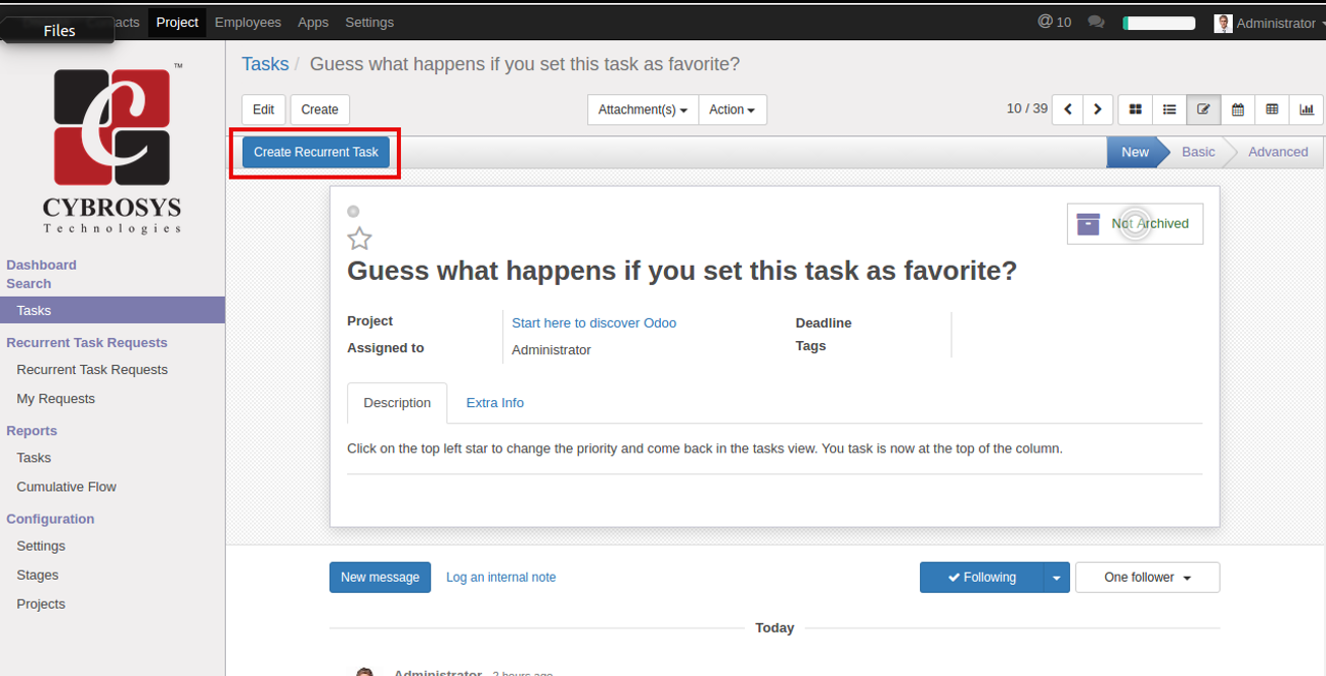 Files
acts Project Employees Apps Settings
@ 10
Administrator
TM
CYBROSYS
Technologies
Dashboard
Search
Tasks
Recurrent Task Requests
Recurrent Task Requests
My Requests
Reports
Tasks
Cumulative Flow
Configuration
Settings
Stages
Projects
Tasks / Guess what happens if you set this task as favorite?
Edit Create Attachment(s) Action 10 / 39
Create Recurrent Task New Basic Advanced
Not Archived
Guess what happens if you set this task as favorite?
Project Start here to discover Odoo Deadline
Assigned to Administrator Tags
Description Extra Info
Click on the top left star to change the priority and come back in the tasks view. You task is now at the top of the column.
New message Log an internal note Following One follower
Today
Administrator 2 hours ago